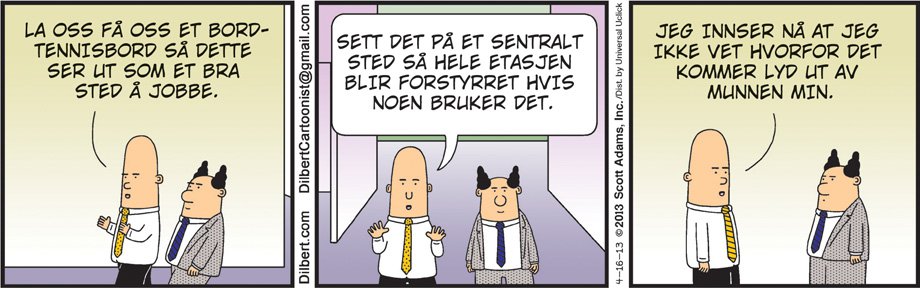 LA OSS FÅ OSS ET BORD-
TENNISBORD SÅ DETTE
SER UT SOM ET BRA
STED Å JOBBE.
Dilbert.com DilbertCartoonist@gmail.com
SETT DET PÅ ET SENTRALT
STED SÅ HELE ETASJEN
BLIR FORSTYRRET HVIS
NOEN BRUKER DET.
4-16-13 © 2013 Scott Adams, Inc. /Dist. by Universal Uclick
JEG INNSER NÅ AT JEG
IKKE VET HVORFOR DET
KOMMER LYD UT AV
MUNNEN MIN.